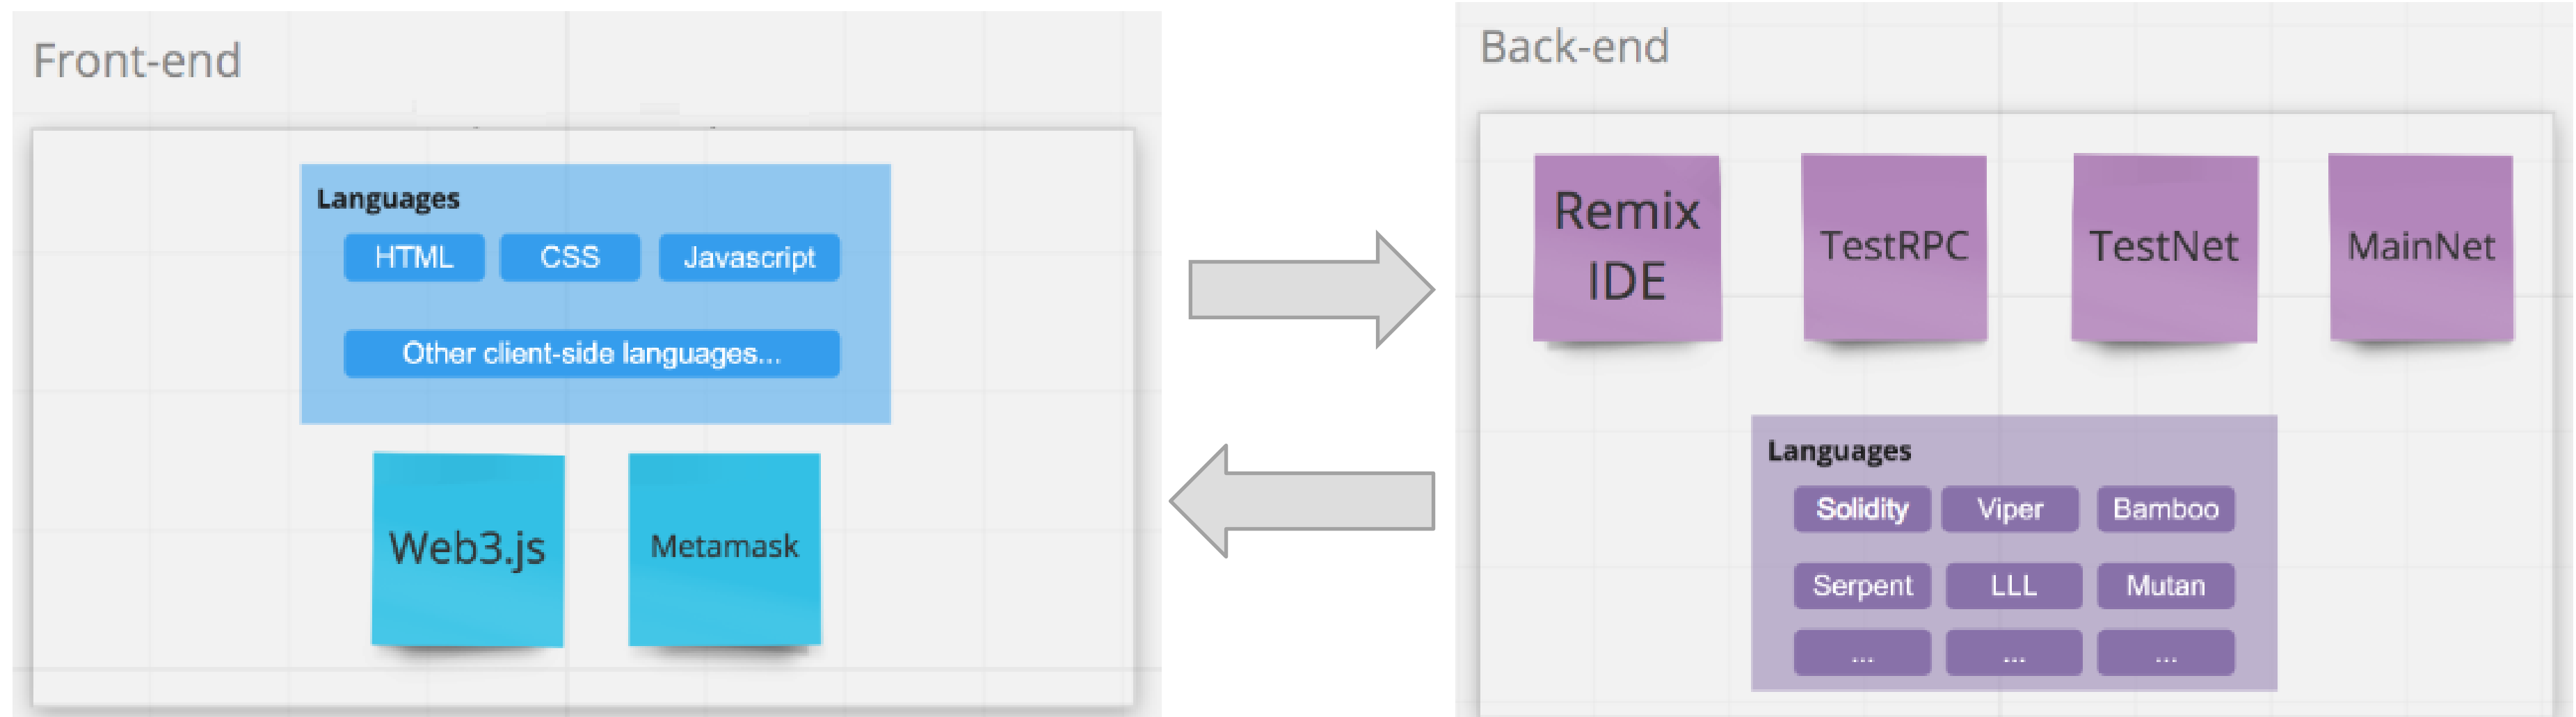 Front-end
Languages
HTML CSS Javascript
Other client-side languages...
Web3.js Metamask
Back-end
Remix
IDE
TestRPC
TestNet
MainNet
Languages
Solidity Viper Bamboo
Serpent LLL Mutan
... ... ...